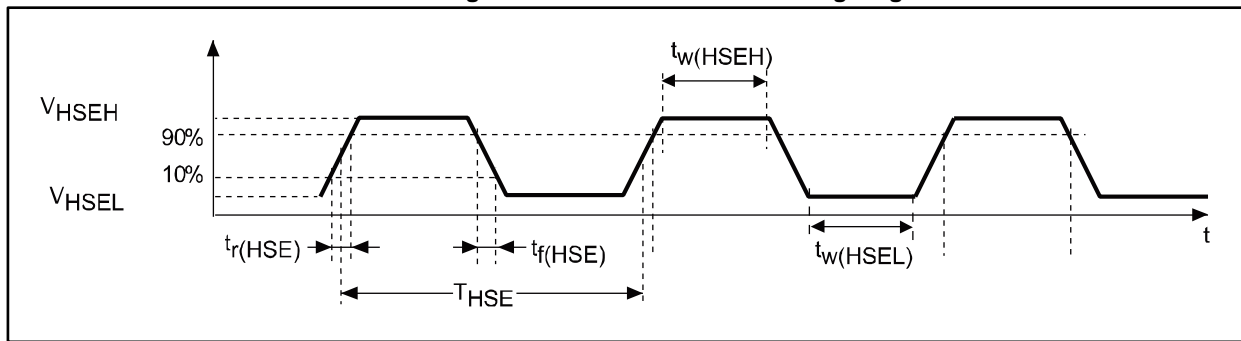 tw(HSEH)
VHSEH
90%
10%
VHSEL
tr(HSE)
tf(HSE)
tw(HSEL)
t
THSE